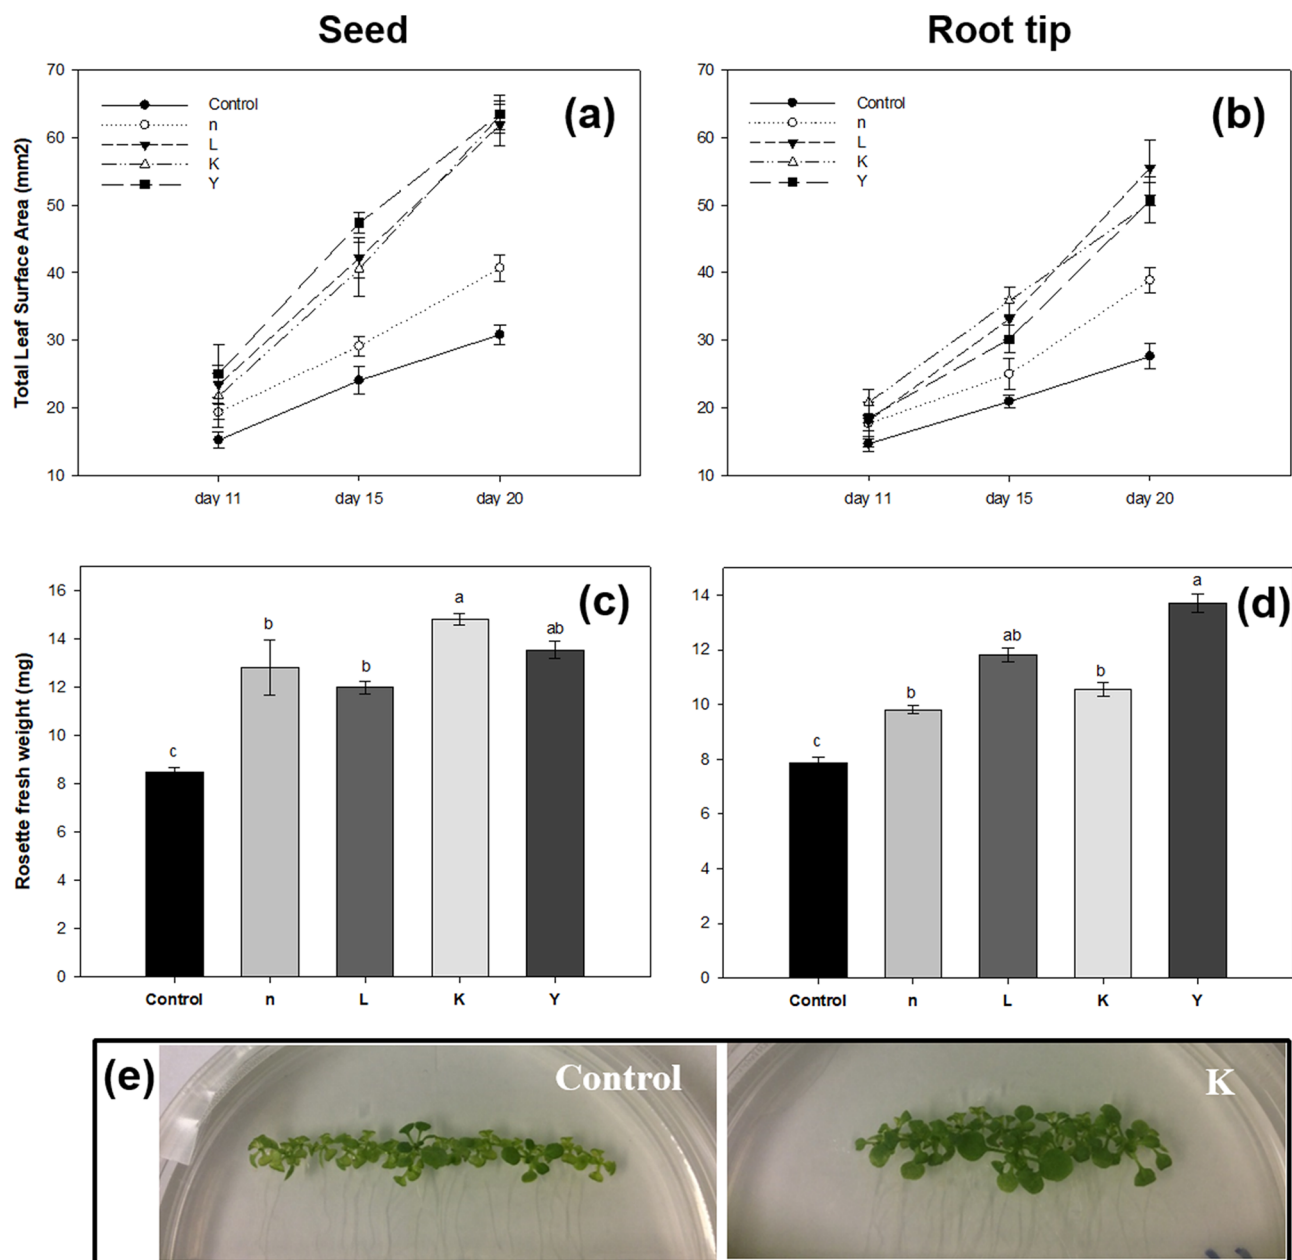 Seed
Root tip
70
60
50
40
30
20
10
Total Leaf Surface Area (mm2)
Control
n
L
K
Y
(a)
day 11
day 15
day 20
70
60
50
40
30
20
10
Control
n
L
K
Y
(b)
day 11
day 15
day 20
16
14
12
10
8
6
4
2
0
Rosette fresh weight (mg)
c
b
b
a
ab
(c)
Control
n
L
K
Y
14
12
10
8
6
4
2
0
c
b
ab
b
a
(d)
Control
n
L
K
Y
(e)
Control
K